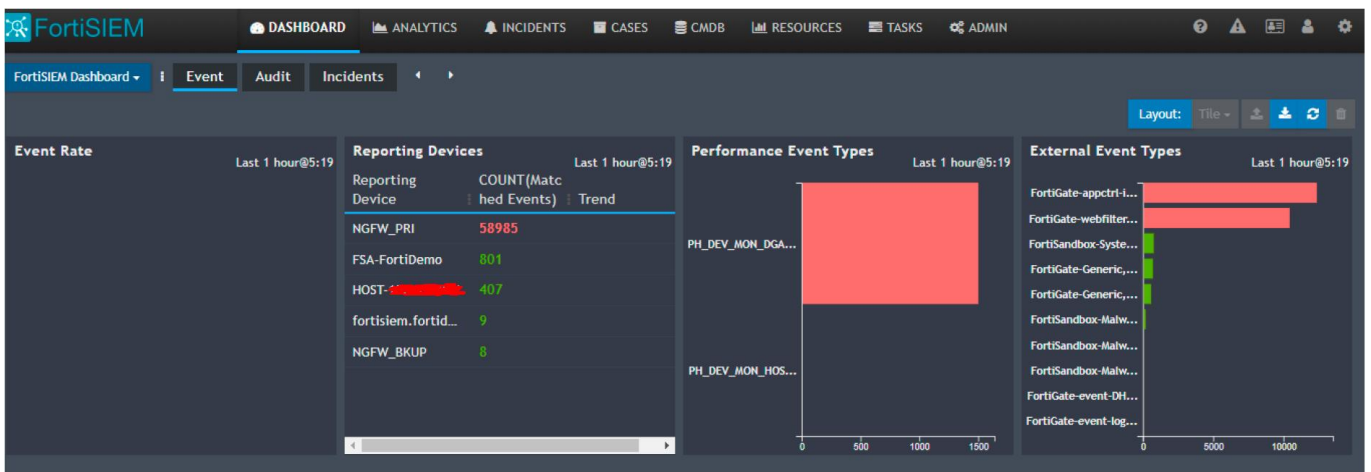 FortiSIEM DASHBOARD ANALYTICS INCIDENTS CASES CMDB RESOURCES TASKS ADMIN
FortiSIEM Dashboard Event Audit Incidents
Layout: Tile
Event Rate
Last 1 hour@5:19
Reporting Devices
Last 1 hour@5:19
Reporting Device COUNT(Matched Events) Trend
NGFW_PRI 58985
FSA-FortiDemo 801
HOST- 407
fortisiem.fortid... 9
NGFW_BKUP 8
Performance Event Types
Last 1 hour@5:19
PH_DEV_MON_DGA...
PH_DEV_MON_HOS...
0 500 1000 1500
External Event Types
Last 1 hour@5:19
FortiGate-appctrl-i...
FortiGate-webfilter...
FortiSandbox-Syste...
FortiGate-Generic,...
FortiGate-Generic,...
FortiSandbox-Malw...
FortiSandbox-Malw...
FortiSandbox-Malw...
FortiGate-event-DH...
FortiGate-event-log...
0 5000 10000